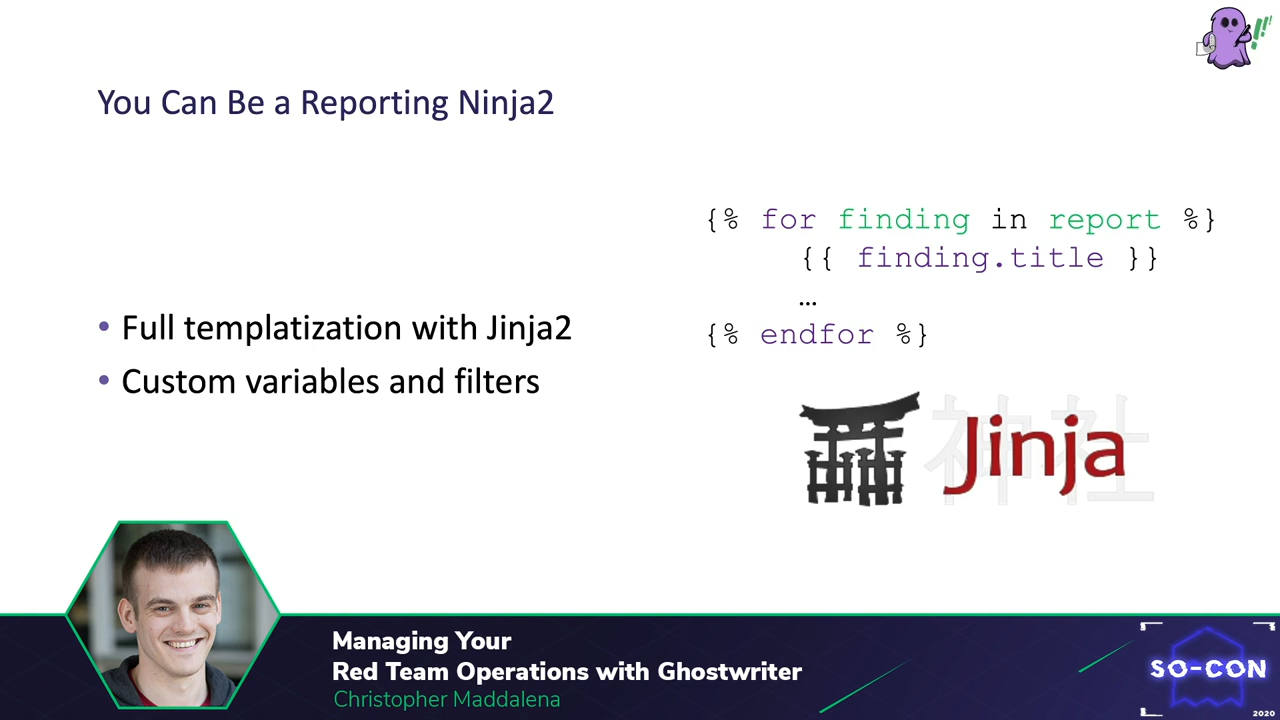 You Can Be a Reporting Ninja2
• Full templatization with Jinja2
• Custom variables and filters
{% for finding in report %}
{{ finding.title }}
…
{% endfor %}
神社
Jinja
Managing Your
Red Team Operations with Ghostwriter
Christopher Maddalena
SO-CON
2020